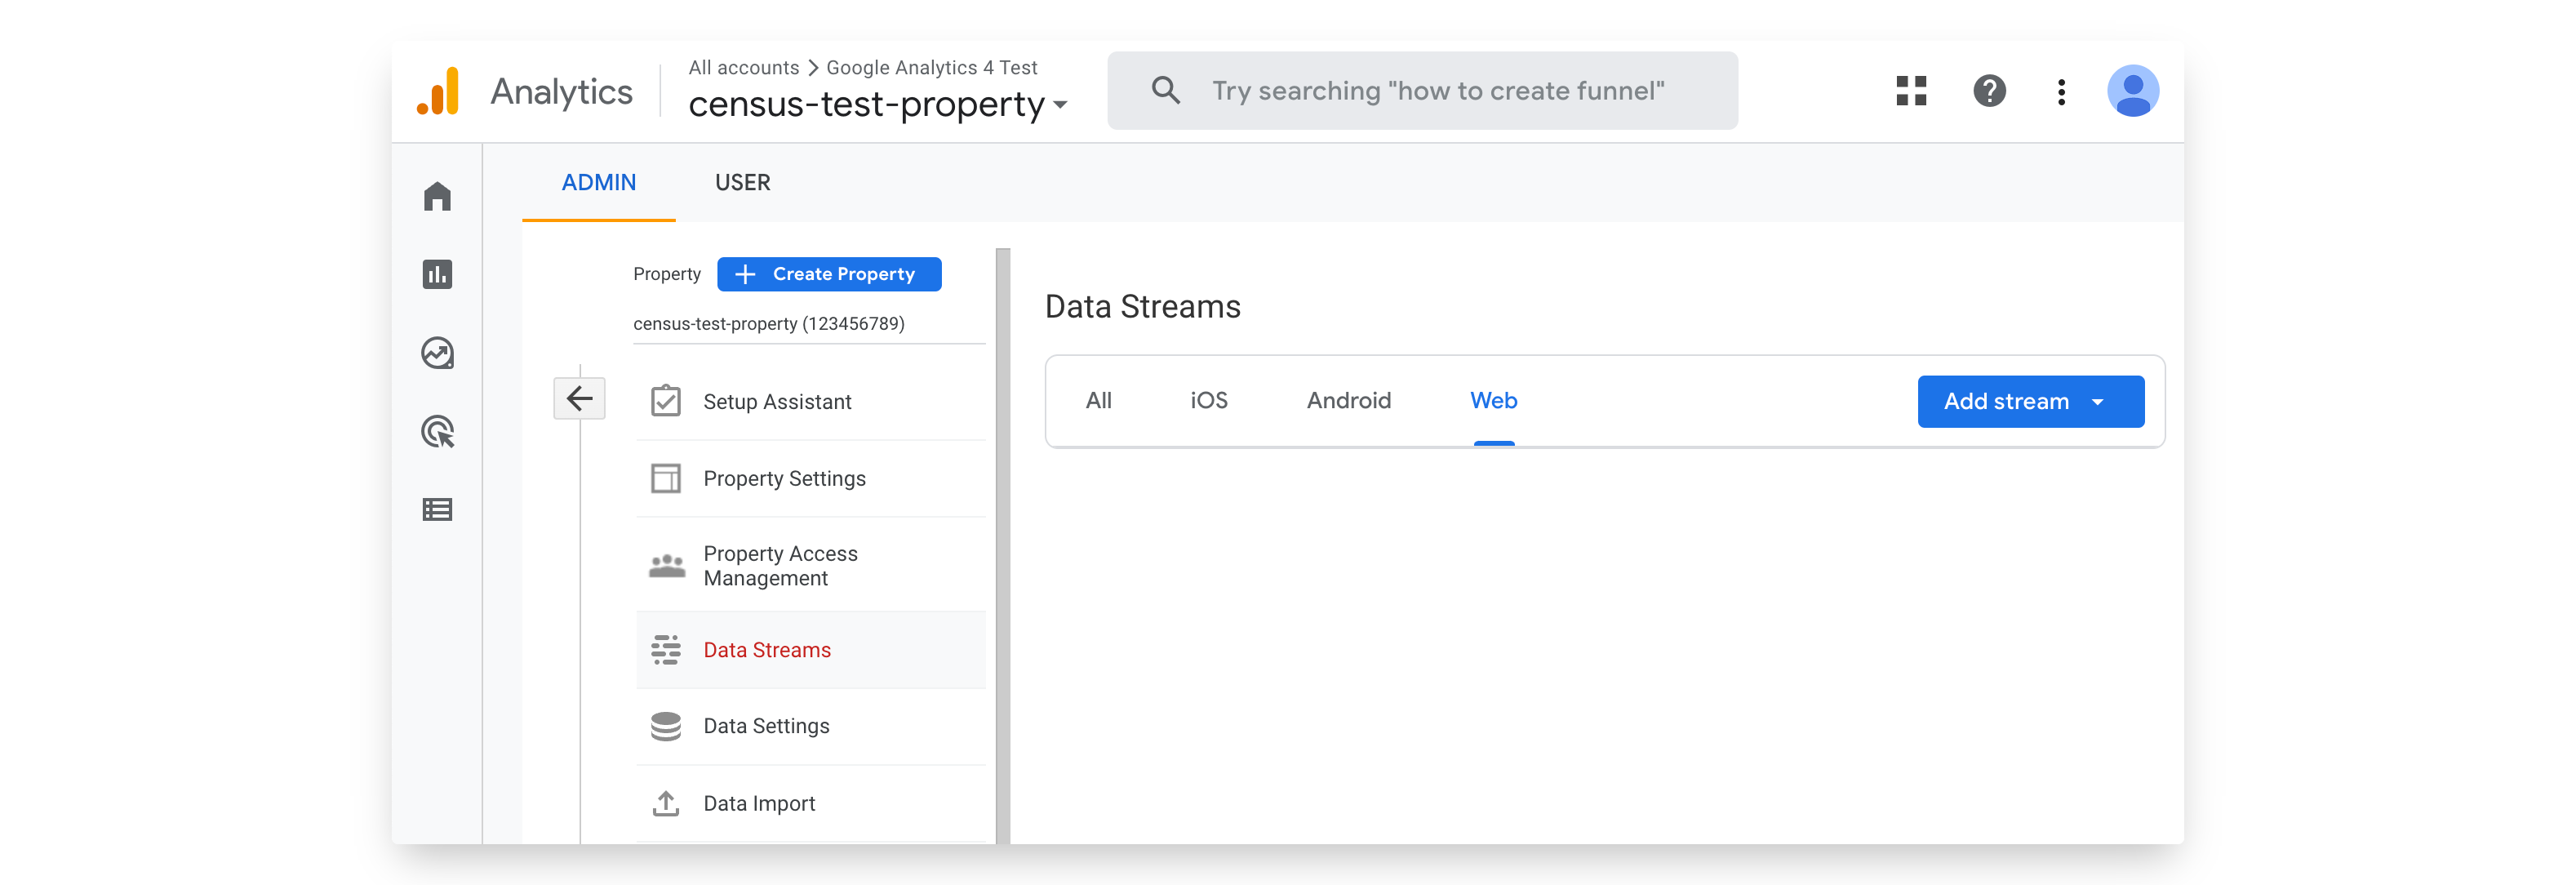 Analytics
All accounts > Google Analytics 4 Test
census-test-property
Try searching "how to create funnel"
ADMIN
USER
Property
Create Property
census-test-property (123456789)
Setup Assistant
Property Settings
Property Access
Management
Data Streams
Data Settings
Data Import
Data Streams
All
iOS
Android
Web
Add stream